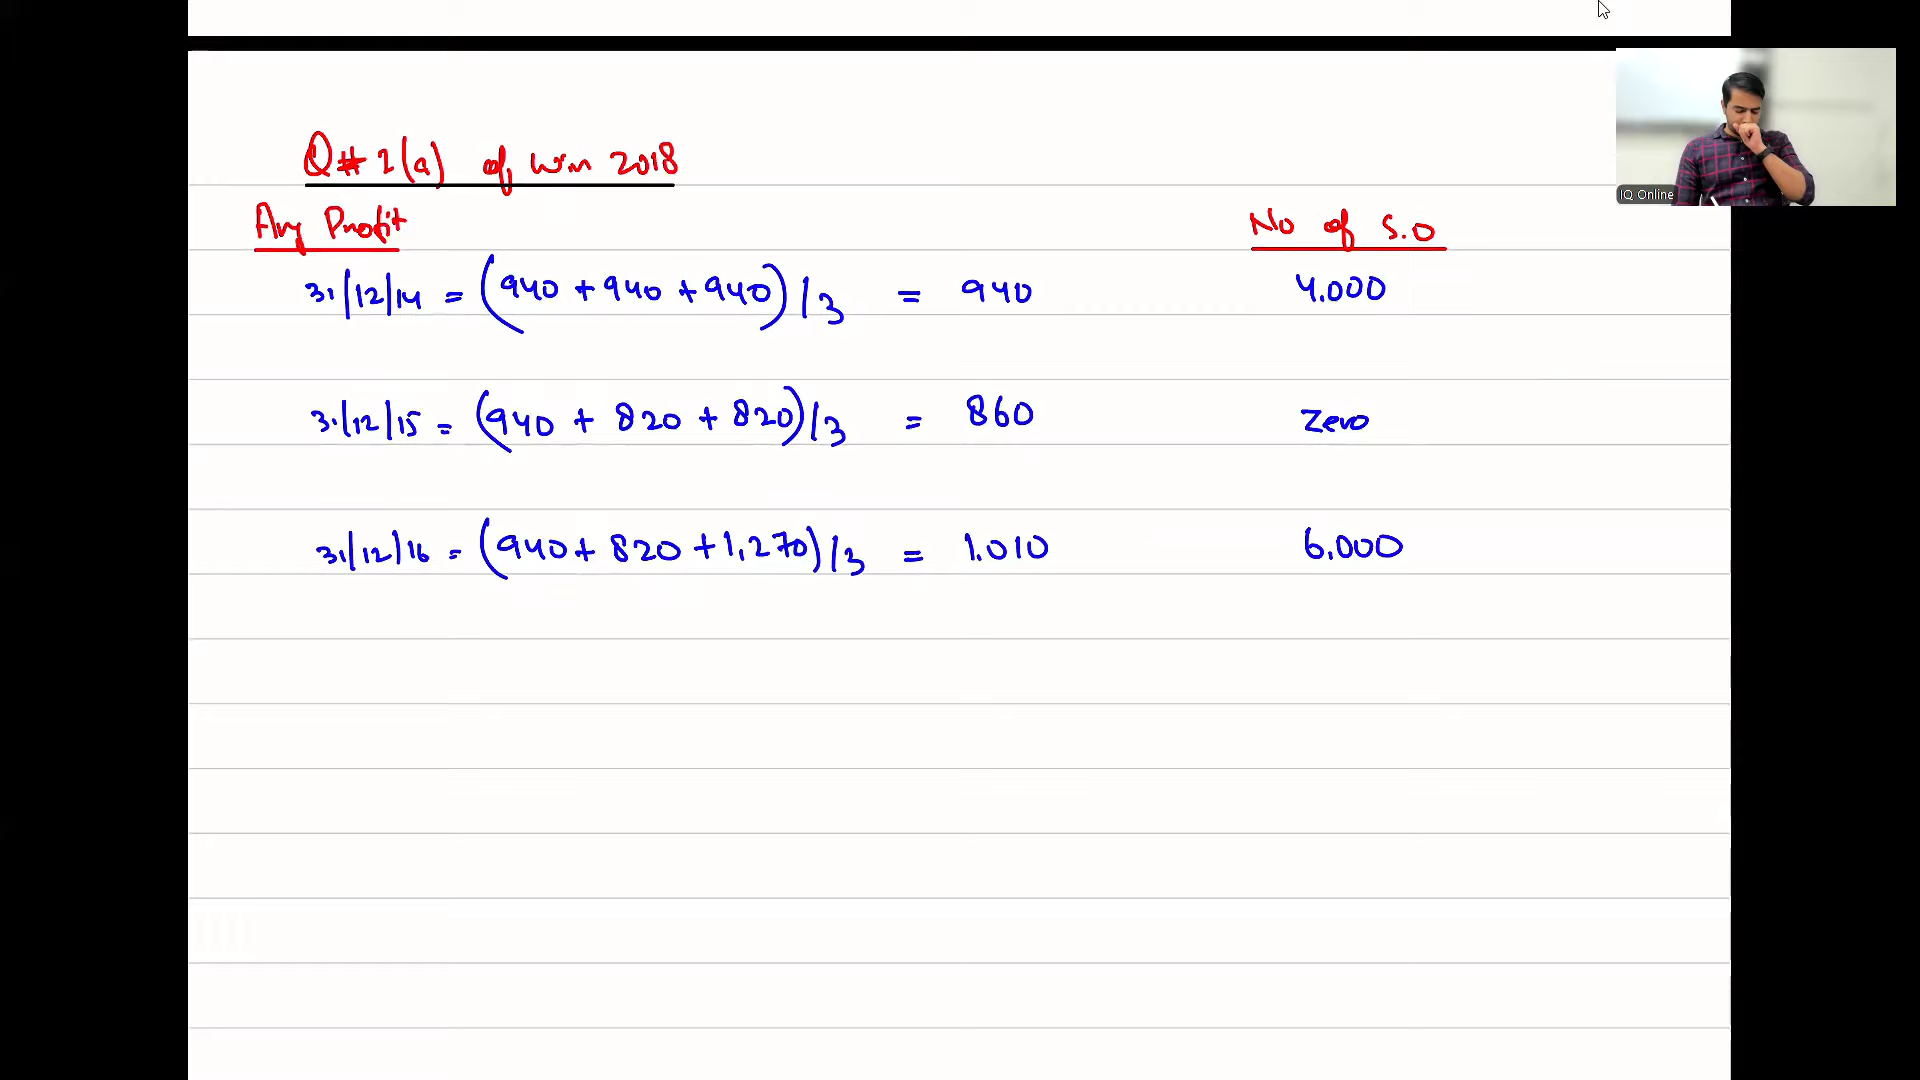 Q # 2(a) of Win 2018
Avg Profit
No of S.O
31/12/14 = (940 + 940 + 940)/3 = 940 4.000
31/12/15 = (940 + 820 + 820)/3 = 860 Zero
31/12/16 = (940 + 820 + 1,270)/3 = 1.010 6.000
IQ Online